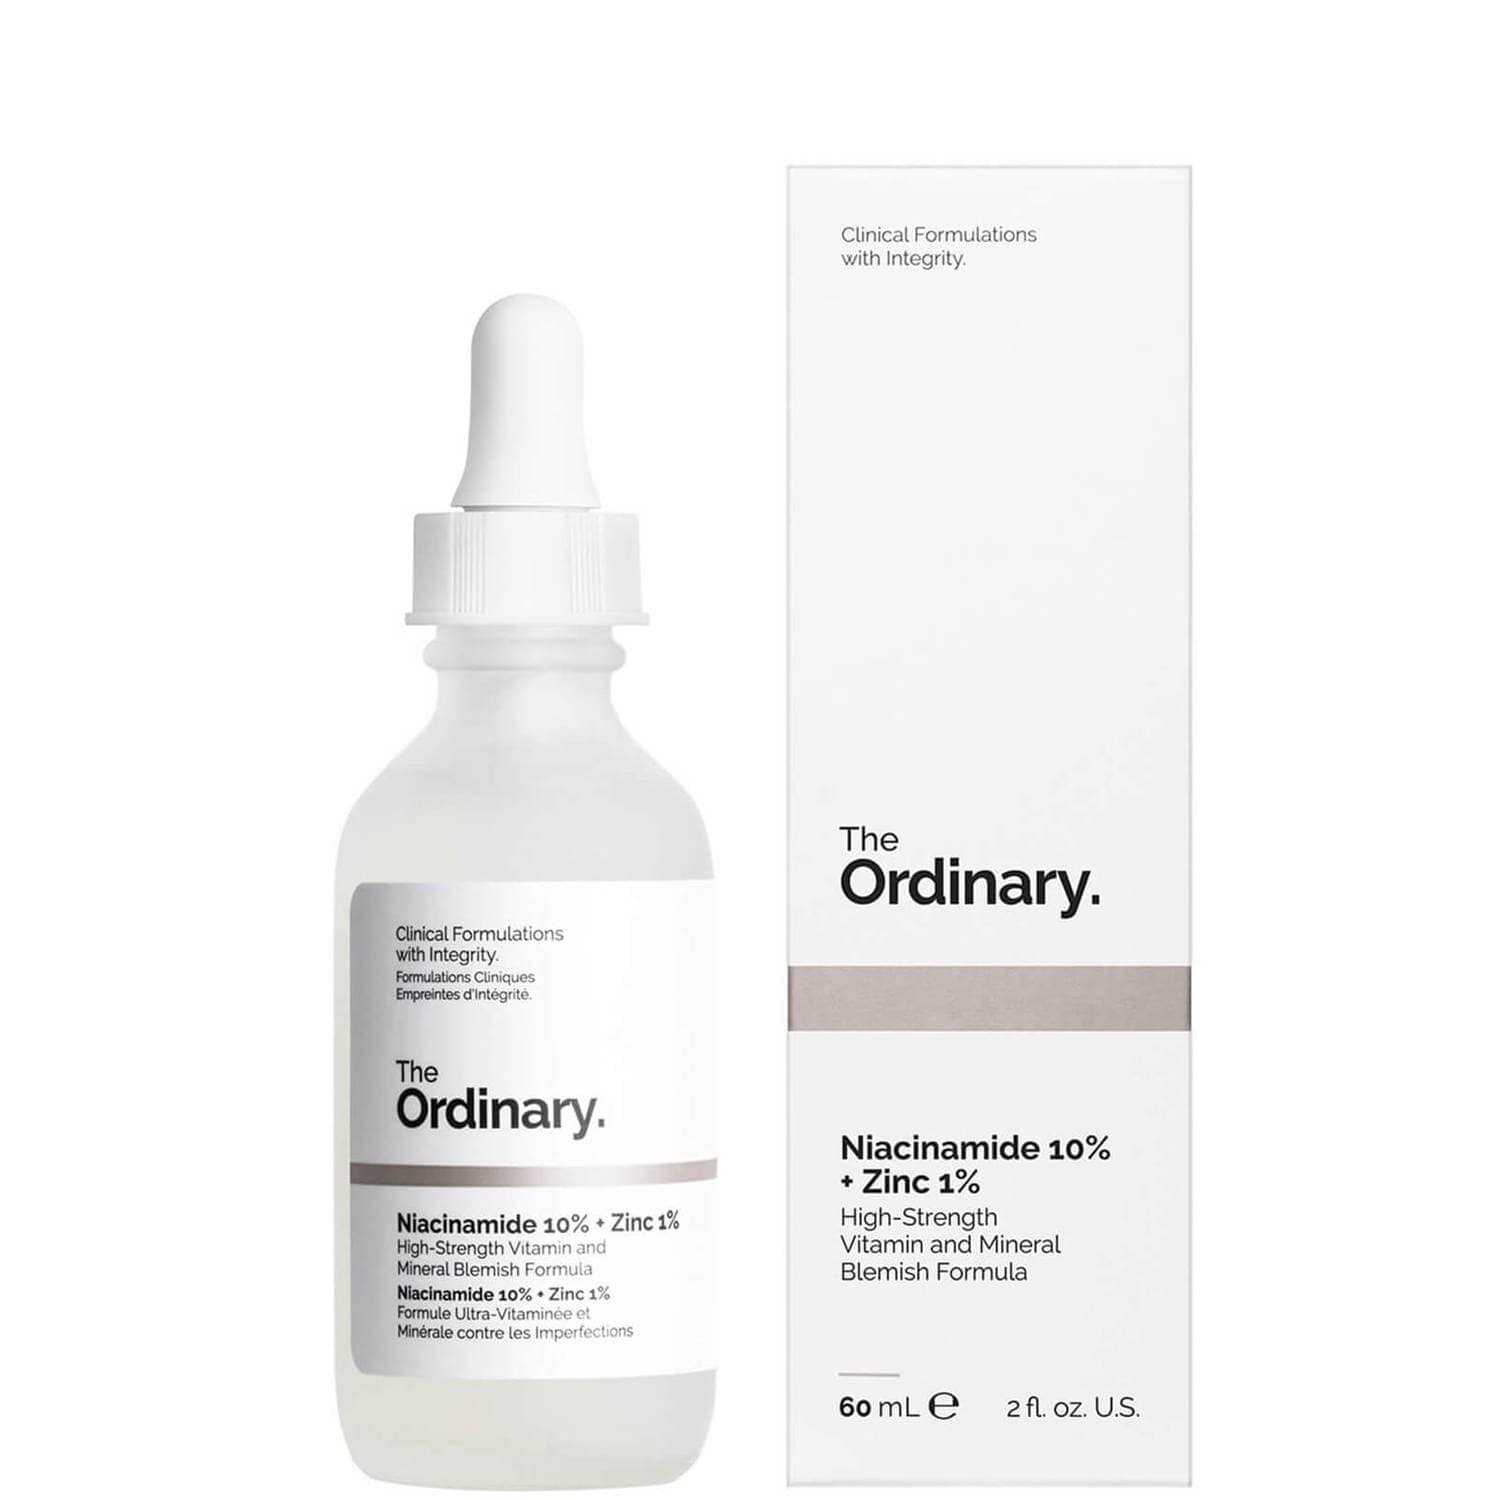 Clinical Formulations
with Integrity.
Formulations Cliniques
Empreintes d'Intégrité.
The
Ordinary.
Niacinamide 10% + Zinc 1%
High-Strength Vitamin and
Mineral Blemish Formula
Niacinamide 10% + Zinc 1%
Formule Ultra-Vitaminée et
Minérale contre les Imperfections
Clinical Formulations
with Integrity.
The
Ordinary.
Niacinamide 10%
+ Zinc 1%
High-Strength
Vitamin and Mineral
Blemish Formula
60 mL ℮ 2 fl. oz. U.S.